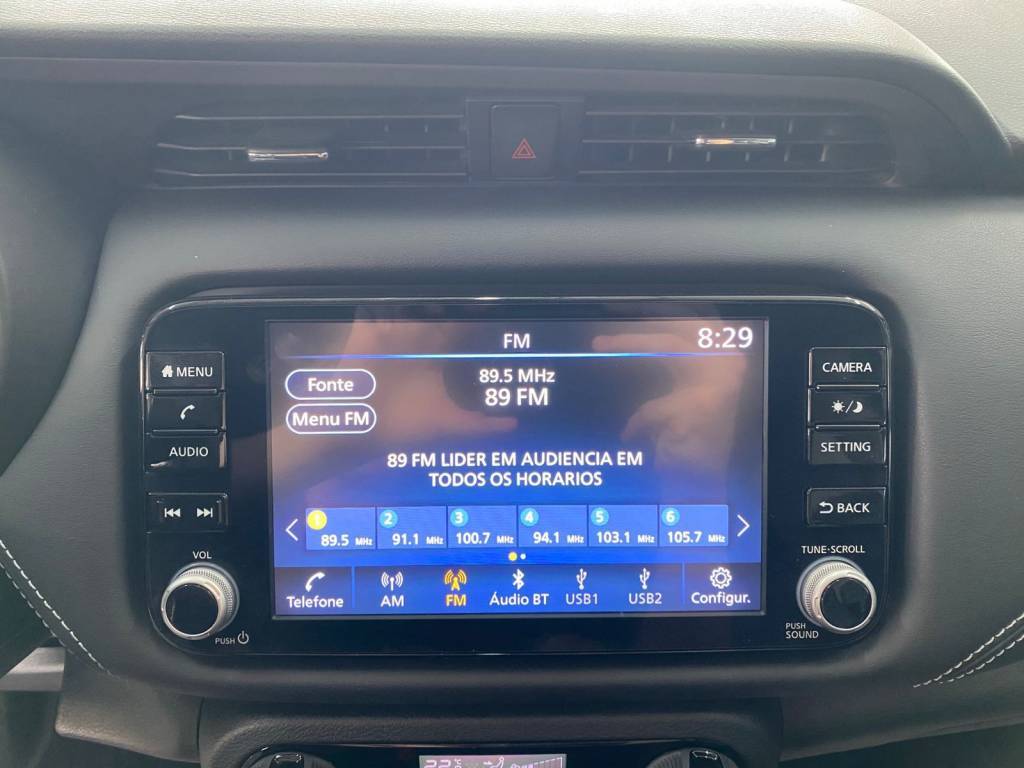 FM
8:29
Fonte
89.5 MHz
89 FM
Menu FM
89 FM LIDER EM AUDIENCIA EM
TODOS OS HORARIOS
1 89.5 MHz
2 91.1 MHz
3 100.7 MHz
4 94.1 MHz
5 103.1 MHz
6 105.7 MHz
Telefone
AM
FM
Áudio BT
USB1
USB2
Configur.
MENU
AUDIO
VOL
PUSH
CAMERA
SETTING
BACK
TUNE·SCROLL
PUSH
SOUND
22°C